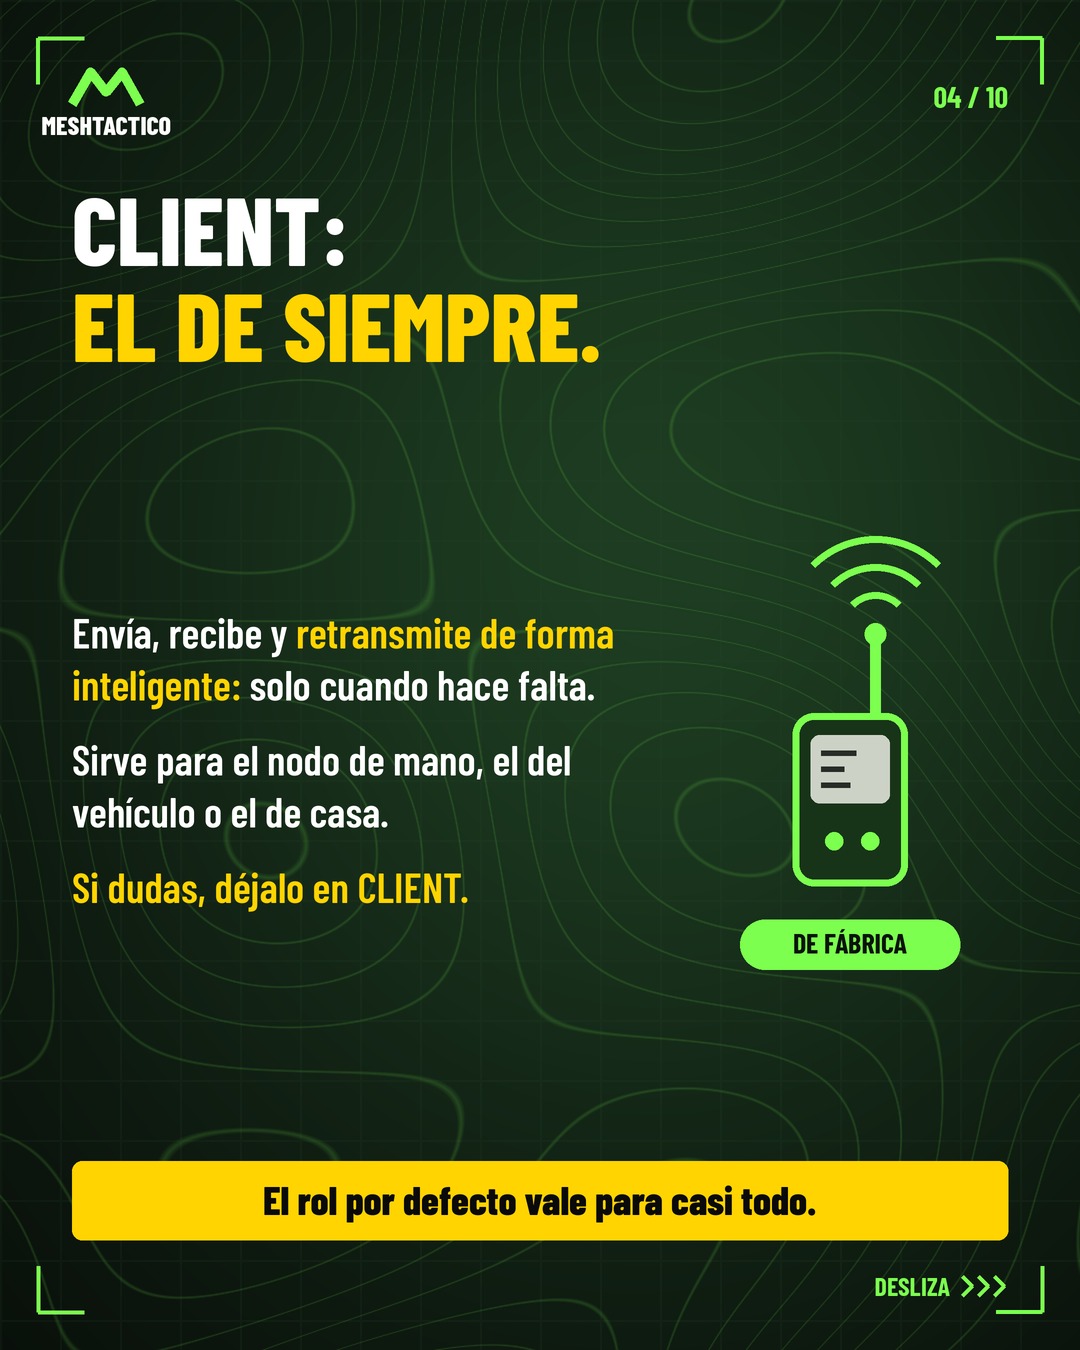 MESHTACTICO
04 / 10
CLIENT:
EL DE SIEMPRE.
Envía, recibe y retransmite de forma
inteligente: solo cuando hace falta.
Sirve para el nodo de mano, el del
vehículo o el de casa.
Si dudas, déjalo en CLIENT.
DE FÁBRICA
El rol por defecto vale para casi todo.
DESLIZA >>>